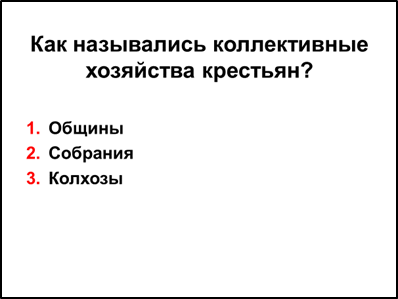 Как назывались коллективные
хозяйства крестьян?
1. Общины
2. Собрания
3. Колхозы